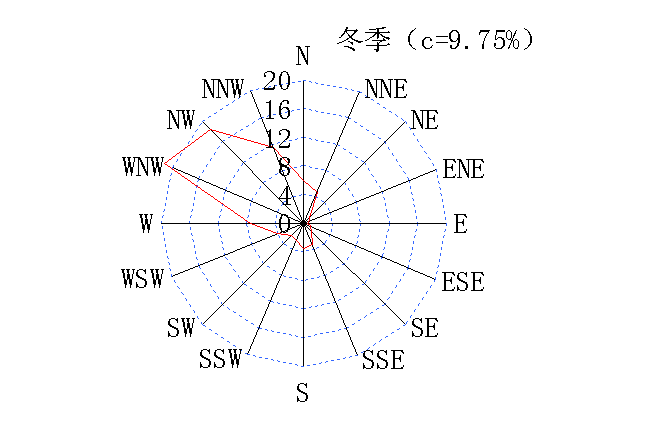 冬季（c=9.75%）
N
NNW
NNE
NW
NE
WNW
ENE
W
E
WSW
ESE
SW
SE
SSW
SSE
S
20
16
12
8
4
0